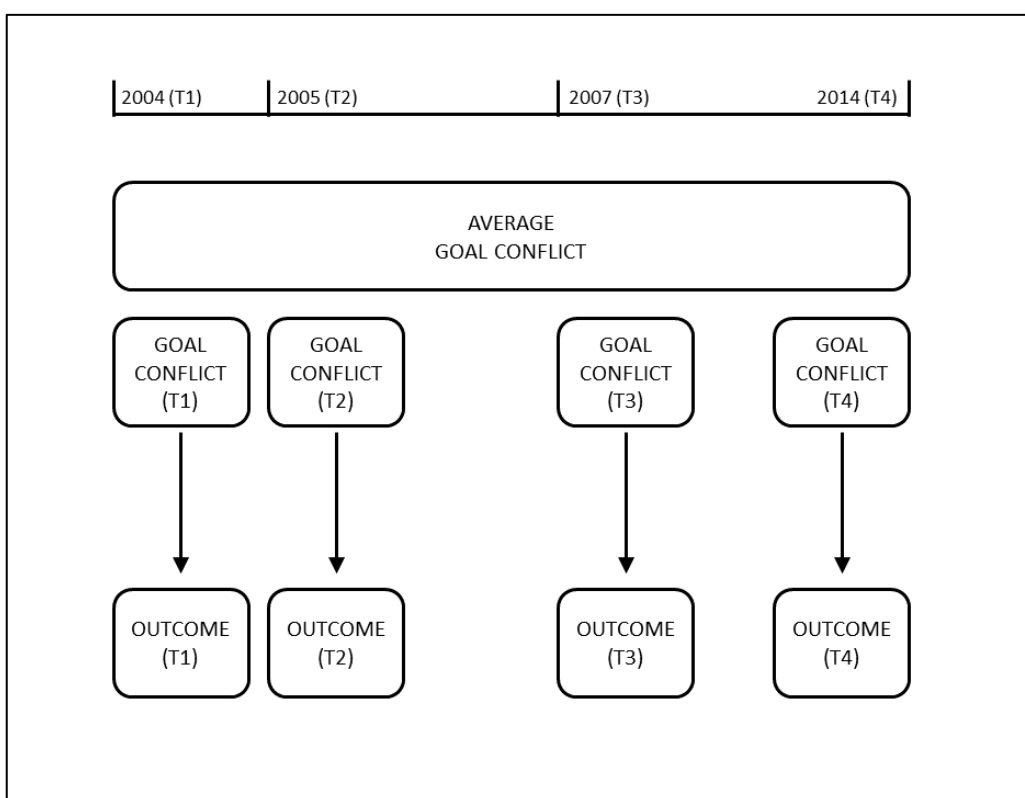 2004 (T1) 2005 (T2) 2007 (T3) 2014 (T4)
AVERAGE
GOAL CONFLICT
GOAL
CONFLICT
(T1)
GOAL
CONFLICT
(T2)
GOAL
CONFLICT
(T3)
GOAL
CONFLICT
(T4)
OUTCOME
(T1)
OUTCOME
(T2)
OUTCOME
(T3)
OUTCOME
(T4)